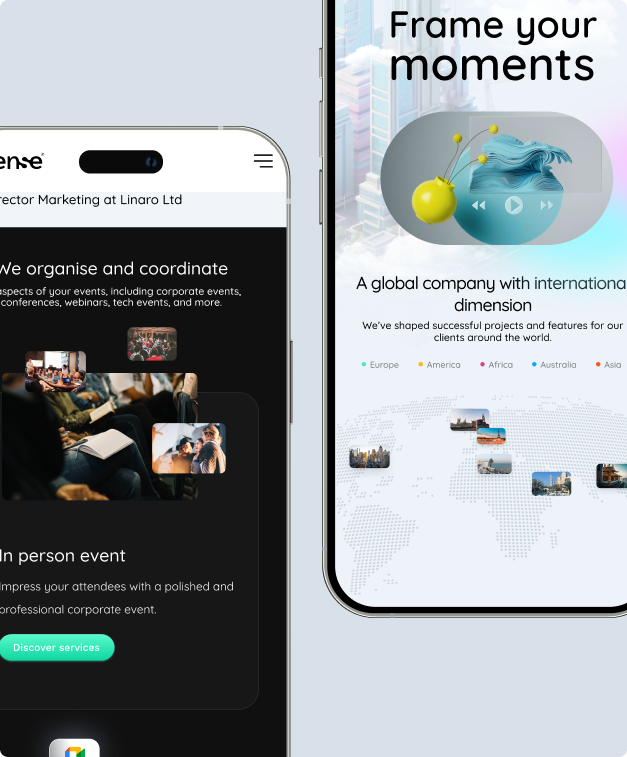 ense
rector Marketing at Linaro Ltd
We organise and coordinate
aspects of your events, including corporate events,
conferences, webinars, tech events, and more.
In person event
Impress your attendees with a polished and
professional corporate event.
Discover services
Frame your
moments
A global company with internationa
dimension
We've shaped successful projects and features for our
clients around the world.
Europe America Africa Australia Asia